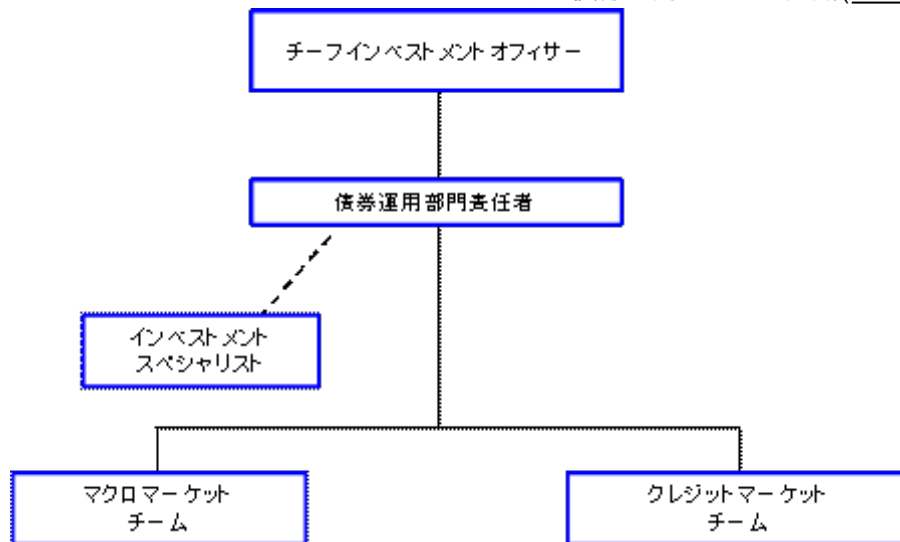 チーフインベストメントオフィサー
債券運用部門責任者
インベストメント
スペシャリスト
マクロマーケット
チーム
クレジットマーケット
チーム